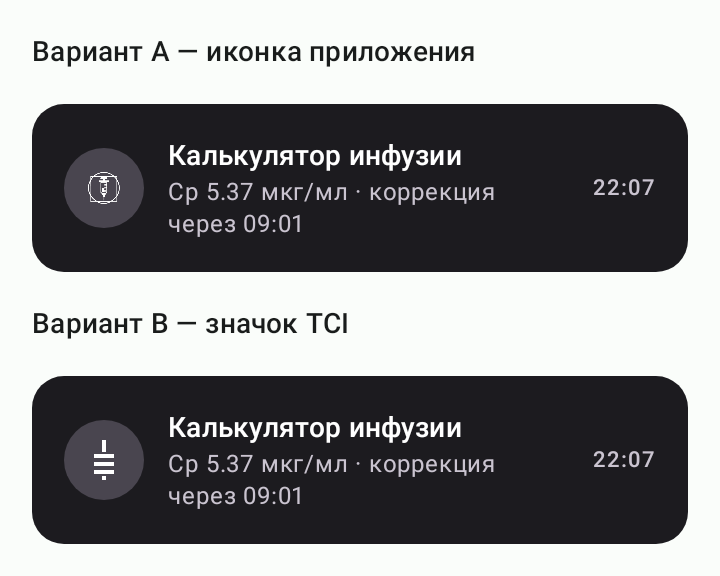 Вариант A — иконка приложения
Калькулятор инфузии
Ср 5.37 мкг/мл · коррекция
через 09:01
22:07
Вариант B — значок TCI
Калькулятор инфузии
Ср 5.37 мкг/мл · коррекция
через 09:01
22:07